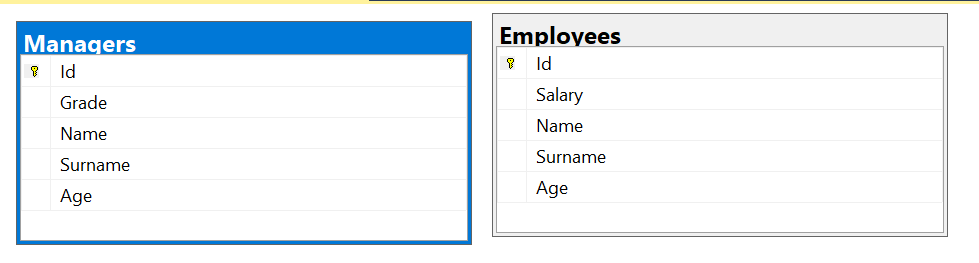 Managers
Id
Grade
Name
Surname
Age
Employees
Id
Salary
Name
Surname
Age